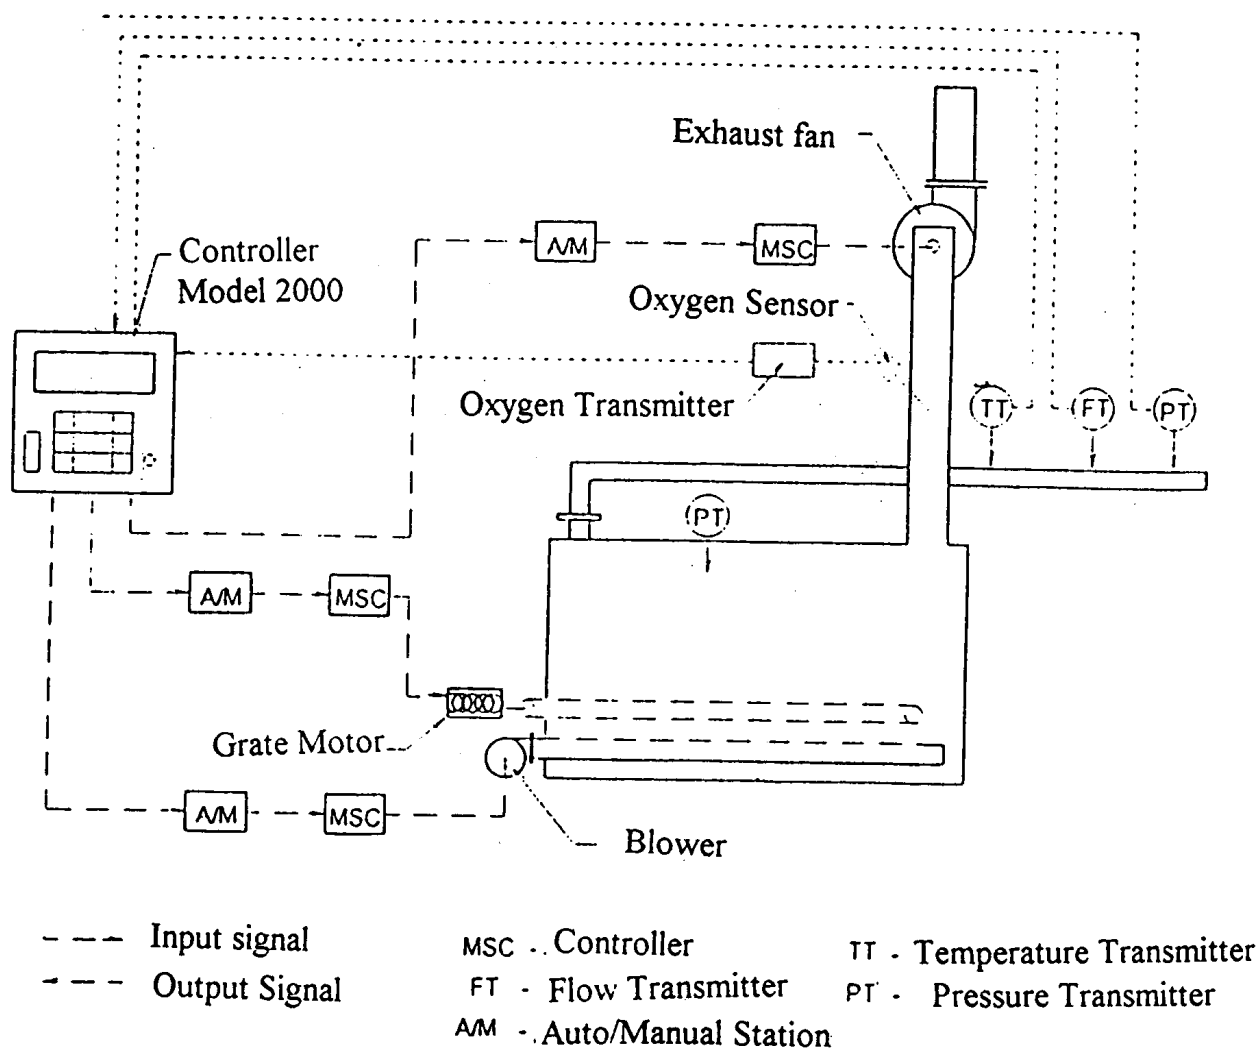 Exhaust fan
A/M
MSC
Controller
Model 2000
Oxygen Sensor
Oxygen Transmitter
TT
FT
PT
(PT)
A/M
MSC
Grate Motor
A/M
MSC
Blower
Input signal
MSC - Controller
TT - Temperature Transmitter
Output Signal
FT - Flow Transmitter
PT - Pressure Transmitter
A/M - Auto/Manual Station